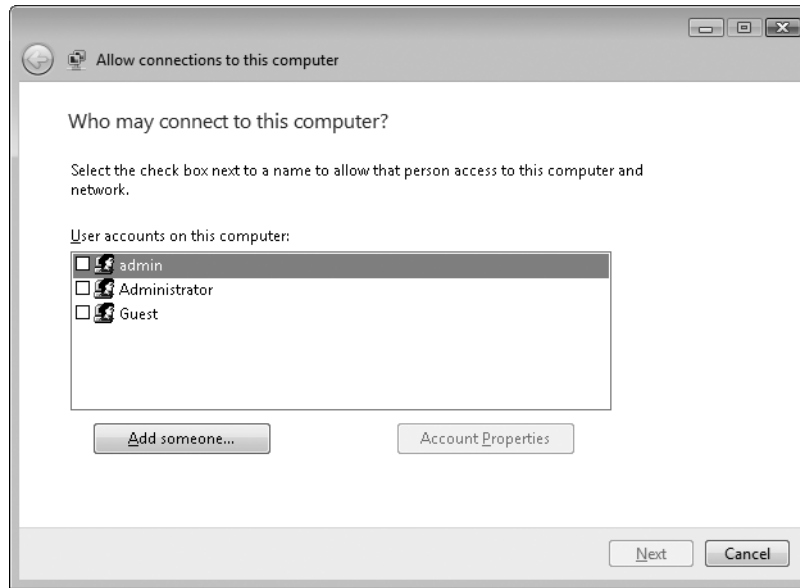 Allow connections to this computer
Who may connect to this computer?
Select the check box next to a name to allow that person access to this computer and
network.
User accounts on this computer:
admin
Administrator
Guest
Add someone... Account Properties
Next Cancel